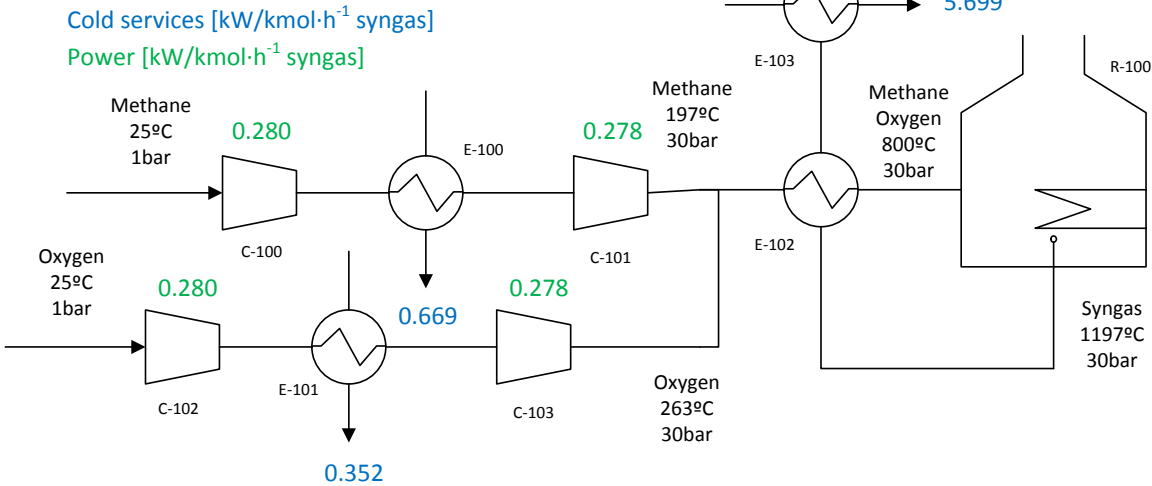 Cold services [kW/kmol·h⁻¹ syngas]
Power [kW/kmol·h⁻¹ syngas]
5.699
E-103
R-100
Methane
25ºC
1bar
0.280
C-100
E-100
0.669
0.278
C-101
Methane
197ºC
30bar
E-102
Methane
Oxygen
800ºC
30bar
Oxygen
25ºC
1bar
0.280
C-102
E-101
0.352
0.278
C-103
Oxygen
263ºC
30bar
Syngas
1197ºC
30bar